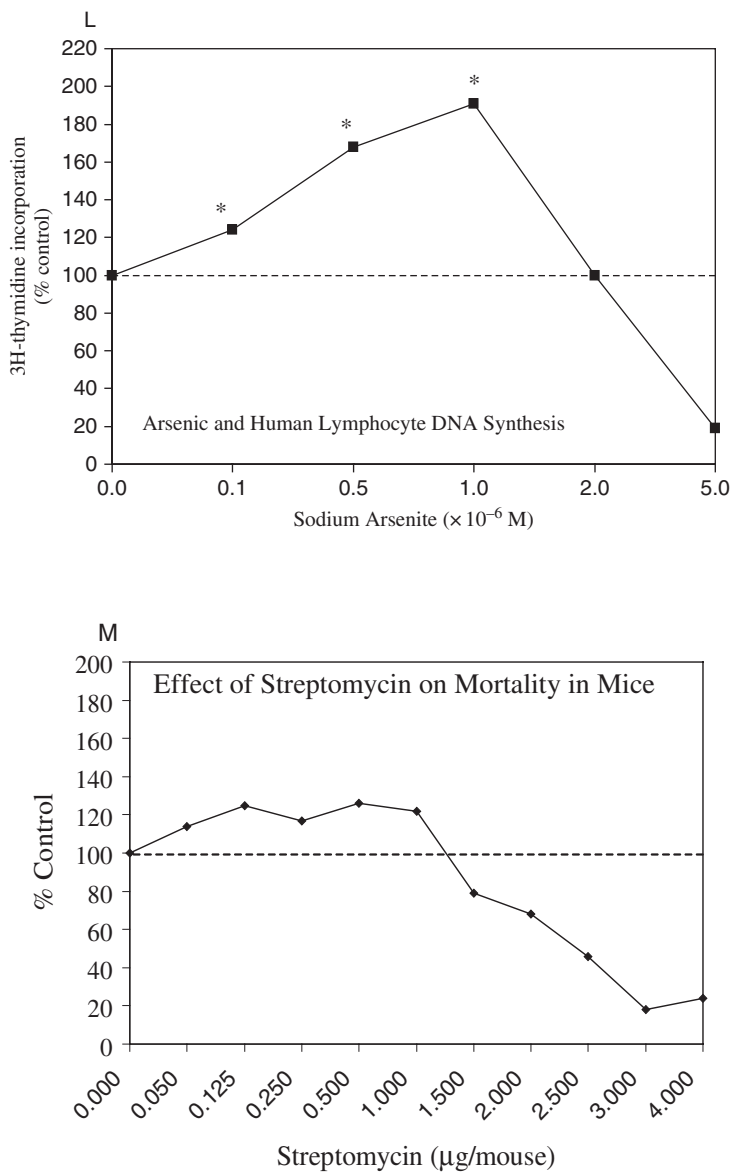 L
220
200
180
160
140
120
100
80
60
40
20
0
3H-thymidine incorporation
(% control)
*
*
*
Arsenic and Human Lymphocyte DNA Synthesis
0.0 0.1 0.5 1.0 2.0 5.0
Sodium Arsenite (×10⁻⁶ M)
M
200
180
160
140
120
100
80
60
40
20
0
% Control
Effect of Streptomycin on Mortality in Mice
0.000 0.050 0.125 0.250 0.500 1.000 1.500 2.000 2.500 3.000 4.000
Streptomycin (μg/mouse)